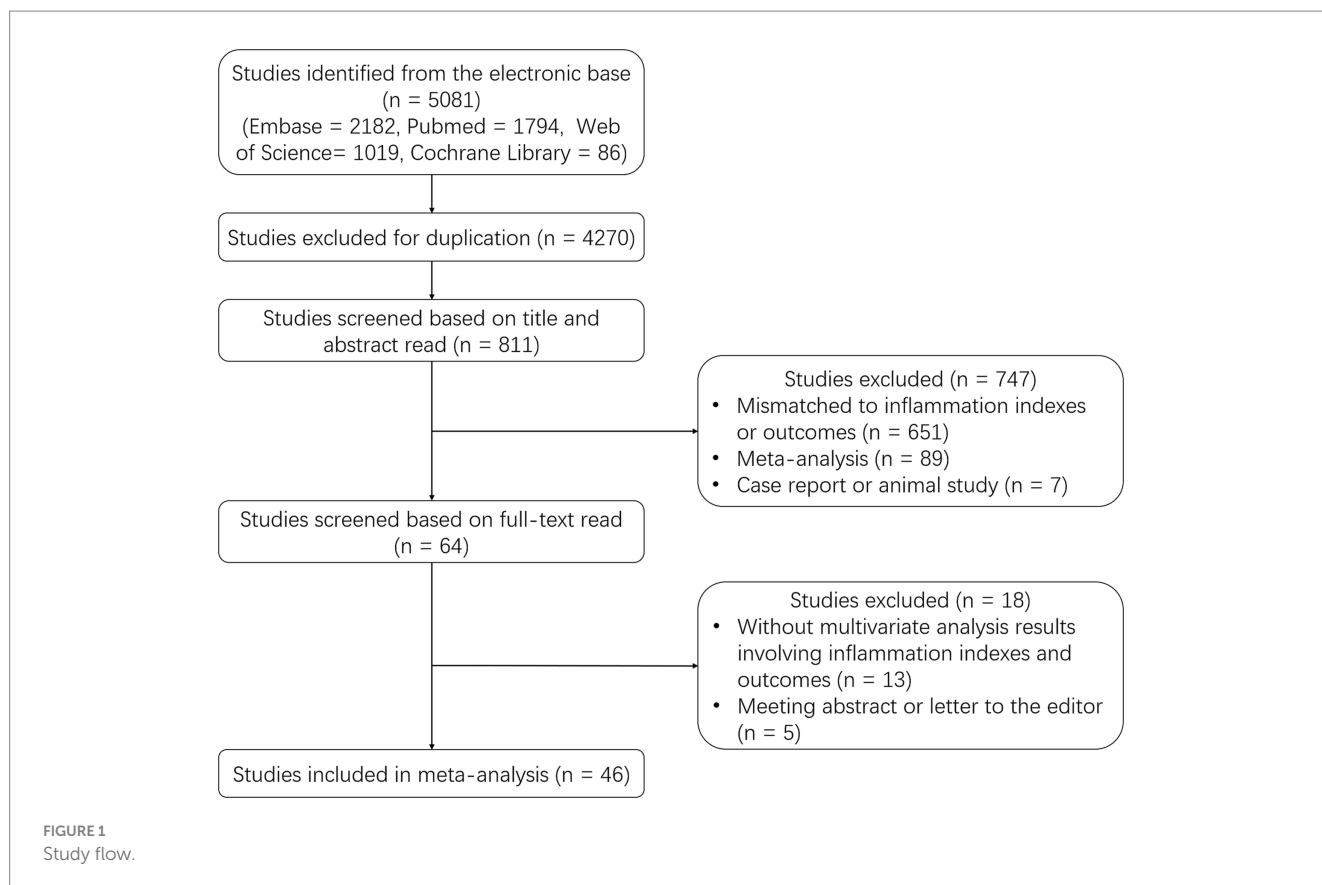 Studies identified from the electronic base
(n = 5081)
(Embase = 2182, Pubmed = 1794, Web
of Science= 1019, Cochrane Library = 86)
Studies excluded for duplication (n = 4270)
Studies screened based on title and
abstract read (n = 811)
Studies excluded (n = 747)
• Mismatched to inflammation indexes
or outcomes (n = 651)
• Meta-analysis (n = 89)
• Case report or animal study (n = 7)
Studies screened based on full-text read
(n = 64)
Studies excluded (n = 18)
• Without multivariate analysis results
involving inflammation indexes and
outcomes (n = 13)
• Meeting abstract or letter to the editor
(n = 5)
Studies included in meta-analysis (n = 46)
FIGURE 1
Study flow.